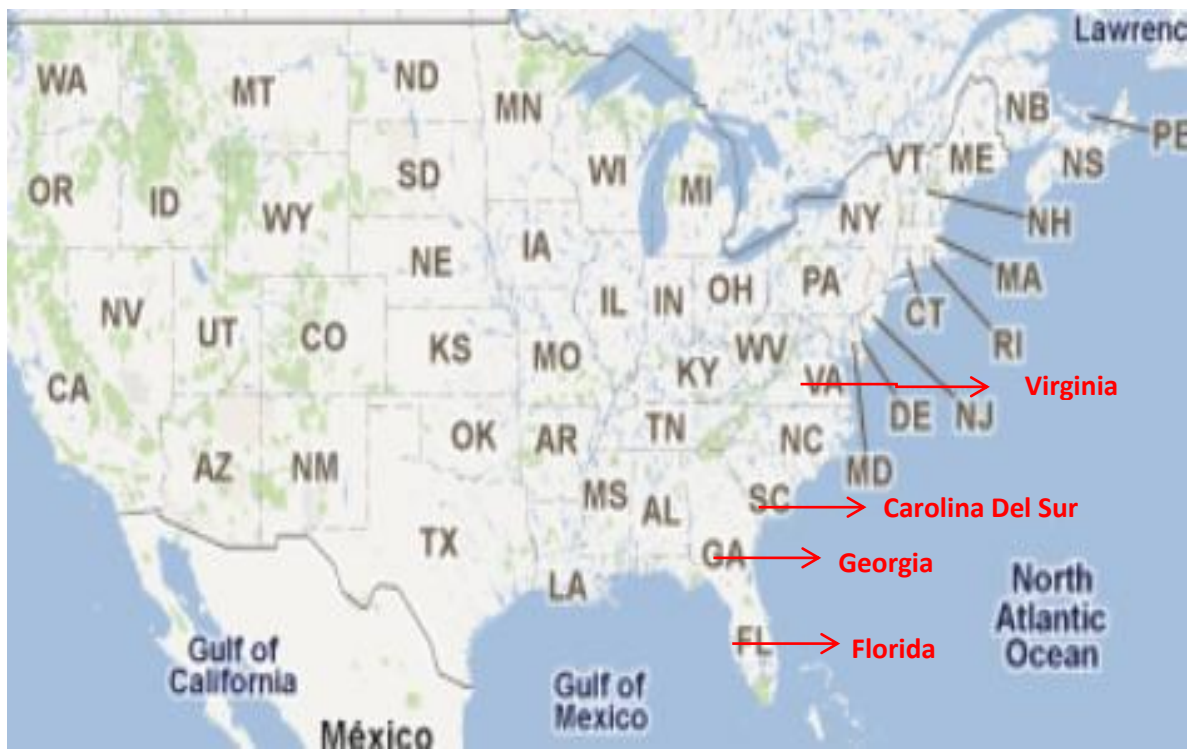 Lawrenc
ND
WA
MT
MN
NB
PE
VT
ME
NS
WI
SD
MI
OR
ID
WY
NY
NH
IA
NE
PA
MA
OH
IL
IN
CT
NV
UT
CO
RI
KS
WV
MO
KY
VA
Virginia
CA
DE
NJ
TN
OK
AR
NC
AZ
NM
MD
MS
SC
Carolina Del Sur
AL
TX
GA
Georgia
LA
North
Atlantic
Ocean
FL
Florida
Gulf of
California
Gulf of
Mexico
México